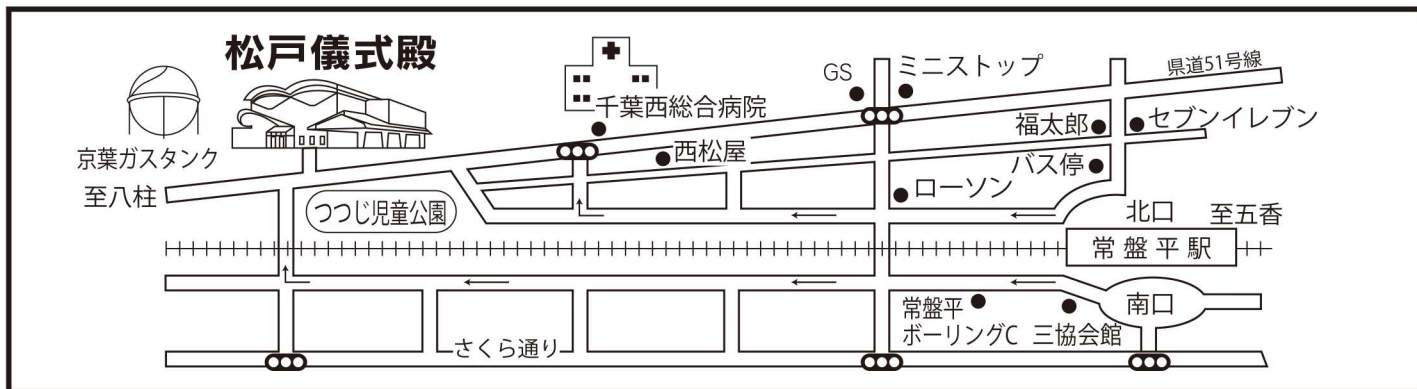 松戸儀式殿
京葉ガスタンク
至八柱
千葉西総合病院
GS
ミニストップ
県道51号線
福太郎
セブンイレブン
西松屋
バス停
ローソン
つつじ児童公園
北口
至五香
常盤平駅
南口
常盤平
ボーリングC
三協会館
さくら通り